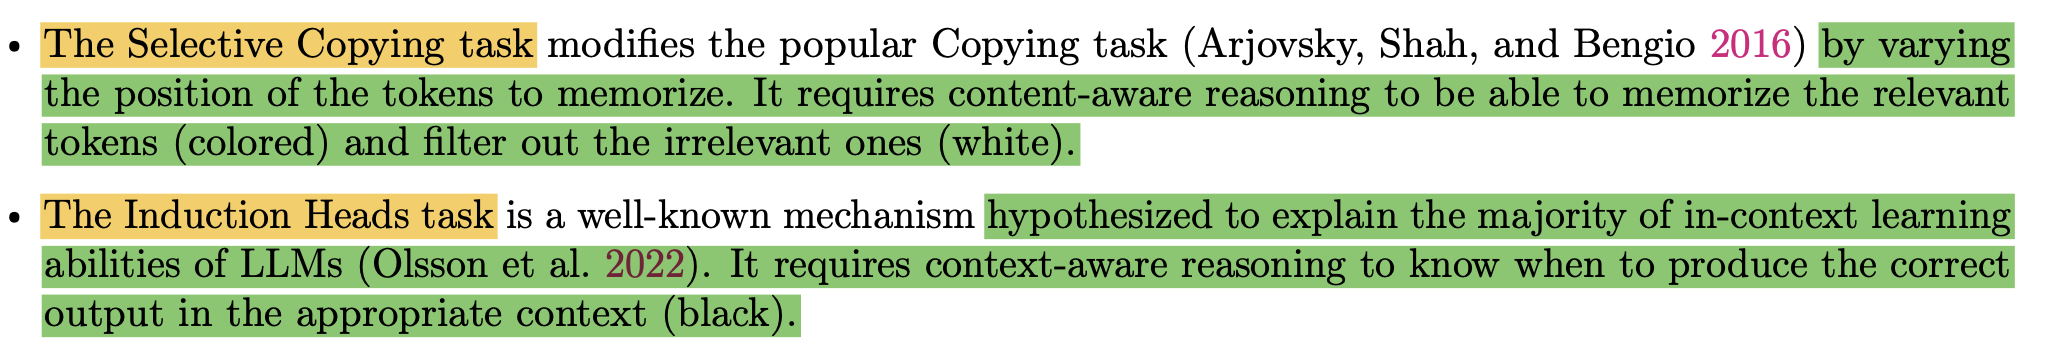 • The Selective Copying task modifies the popular Copying task (Arjovsky, Shah, and Bengio 2016) by varying
the position of the tokens to memorize. It requires content-aware reasoning to be able to memorize the relevant
tokens (colored) and filter out the irrelevant ones (white).
• The Induction Heads task is a well-known mechanism hypothesized to explain the majority of in-context learning
abilities of LLMs (Olsson et al. 2022). It requires context-aware reasoning to know when to produce the correct
output in the appropriate context (black).